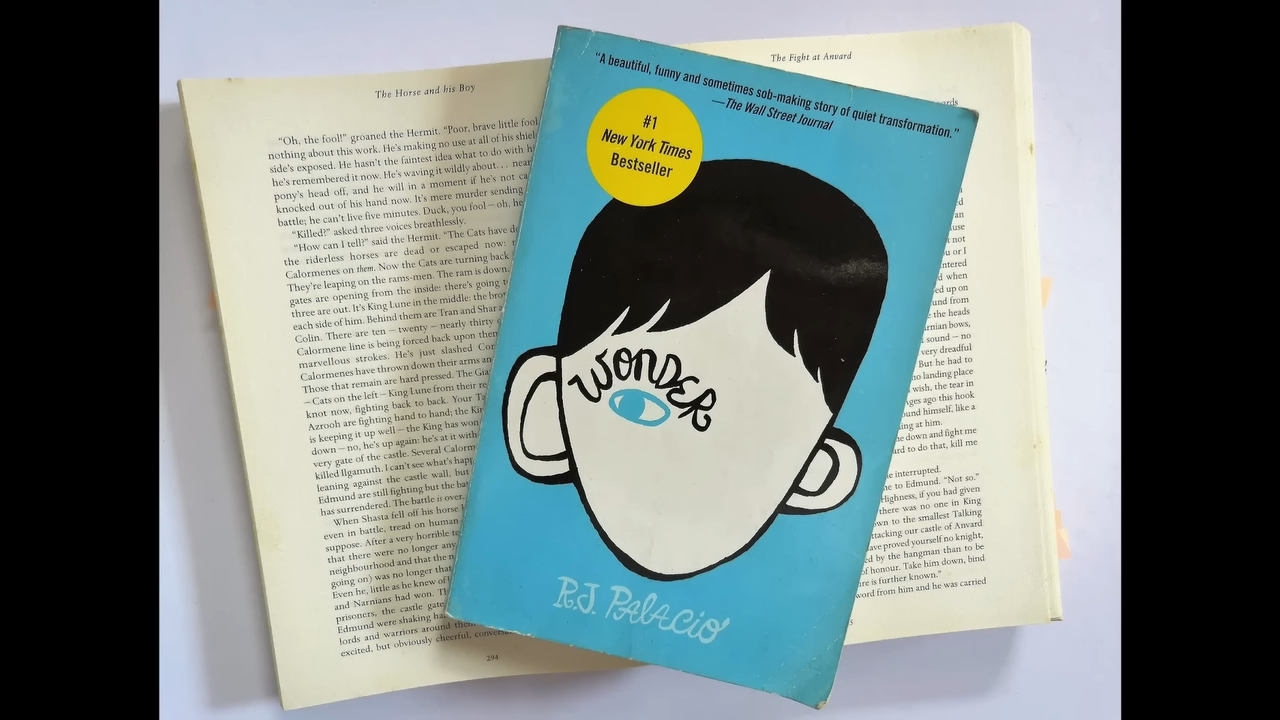 The Horse and his Boy
"Oh, the fool!" groaned the Hermit. "Poor, brave little fool
nothing about this work. He's making no use at all of his shield
side's exposed. He hasn't the faintest idea what to do with
he's remembered it now. He's waving it wildly about . . . near
pony's head off, and he will in a moment if he's not
knocked out of his hand now. It's mere murder sending
battle; he can't live five minutes. Duck, you fool – oh, he
"Killed?" asked three voices breathlessly.
"How can I tell?" said the Hermit. "The Cats have
the riderless horses are dead or escaped now:
Calormenes on them. Now the Cats are turning back
They're leaping on the rams-men. The ram is down.
gates are opening from the inside: there's going
three are out. It's King Lune in the middle: the
each side of him. Behind them are Tran and Shar
Colin. There are ten – twenty – nearly thirty
Calormene line is being forced back upon them
marvellous strokes. He's just slashed
Calormenes have thrown down their arms and
Those that remain are hard pressed. The
– Cats on the left – King Lune from their
knot now, fighting back to back. Your
Azrooh are fighting hand to hand; the
is keeping it up well – the King has won
down – no, he's up again: he's at it with
very gate of the castle. Several
killed Ilgamuth. I can't see what's
leaning against the castle wall, but
Edmund are still fighting but the
has surrendered. The battle is over.
When Shasta fell off his horse
even in battle, tread on human
suppose. After a very horrible
that there were no longer any
neighbourhood and that the
going on) was no longer that
Even he, little as he knew of
and Narnians had won.
prisoners, the castle
Edmund were shaking
lords and warriors around
excited, but obviously cheerful,
294
"A beautiful, funny and sometimes sob-making story of quiet transformation."
—The Wall Street Journal
#1
New York Times
Bestseller
WONDER
R.J. PALACIO
The Fight at Anvard
an
not
or I
when
up on
from
the heads
bows,
sound – no
very dreadful
But he had to
no landing place
wish, the tear in
Ages ago this hook
himself, like a
at him.
down and fight me
to do that, kill me
interrupted.
to Edmund. "Not so."
Highness, if you had given
there was no one in King
to the smallest Talking
attacking our castle of Anvard
proved yourself no knight,
by the hangman than to be
of honour. Take him down, bind
is further known."
word from him and he was carried